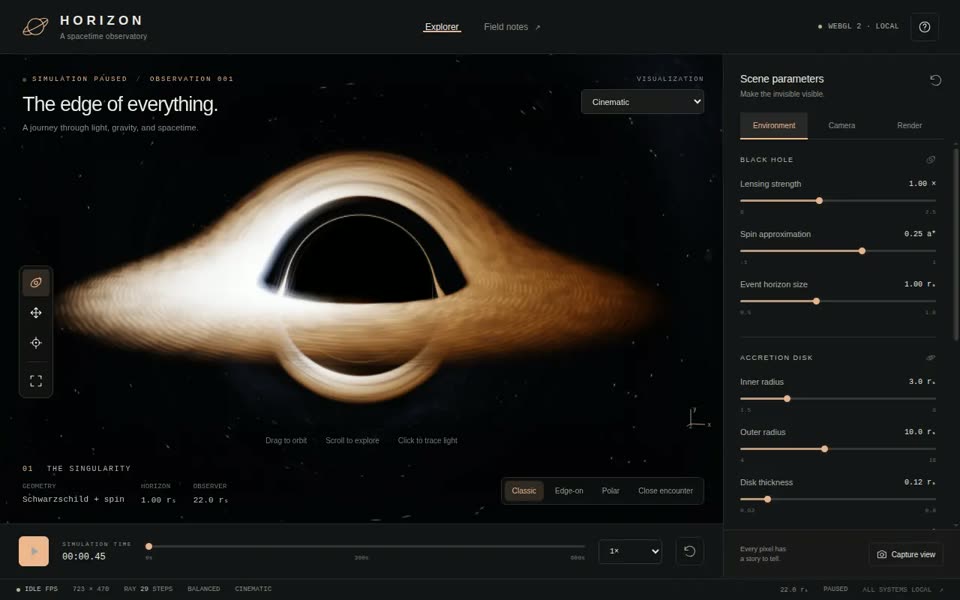 HORIZON
A spacetime observatory
Explorer
Field notes ↗
WEBGL 2 · LOCAL
SIMULATION PAUSED / OBSERVATION 001
The edge of everything.
A journey through light, gravity, and spacetime.
VISUALIZATION
Cinematic
Drag to orbit
Scroll to explore
Click to trace light
y
x
01 THE SINGULARITY
GEOMETRY
HORIZON
OBSERVER
Schwarzschild + spin
1.00 rₛ
22.0 rₛ
Classic
Edge-on
Polar
Close encounter
SIMULATION TIME
00:00.45
0s
300s
600s
1×
Scene parameters
Make the invisible visible.
Environment
Camera
Render
BLACK HOLE
Lensing strength
1.00 ×
0
2.5
Spin approximation
0.25 a*
-1
1
Event horizon size
1.00 rₛ
0.5
1.8
ACCRETION DISK
Inner radius
3.0 rₛ
1.5
Outer radius
10.0 rₛ
4
18
Disk thickness
0.12 rₛ
0.02
Every pixel has
a story to tell.
Capture view
IDLE FPS
723 × 470
RAY 29 STEPS
BALANCED
CINEMATIC
22.0 rₛ
PAUSED
ALL SYSTEMS LOCAL ↗